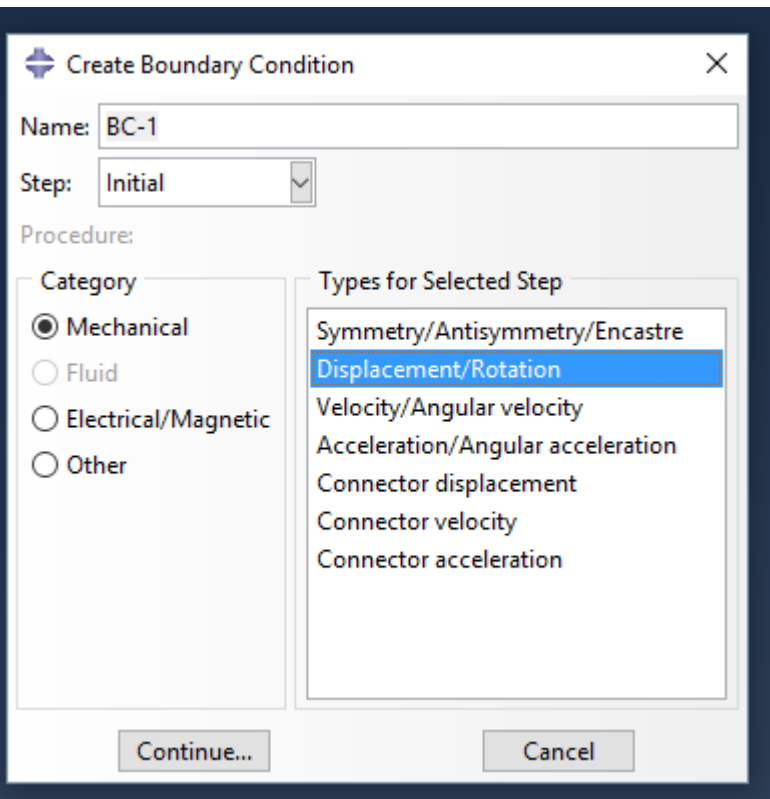 Create Boundary Condition
Name: BC-1
Step: Initial
Procedure:
Category
Mechanical
Fluid
Electrical/Magnetic
Other
Types for Selected Step
Symmetry/Antisymmetry/Encastre
Displacement/Rotation
Velocity/Angular velocity
Acceleration/Angular acceleration
Connector displacement
Connector velocity
Connector acceleration
Continue...
Cancel